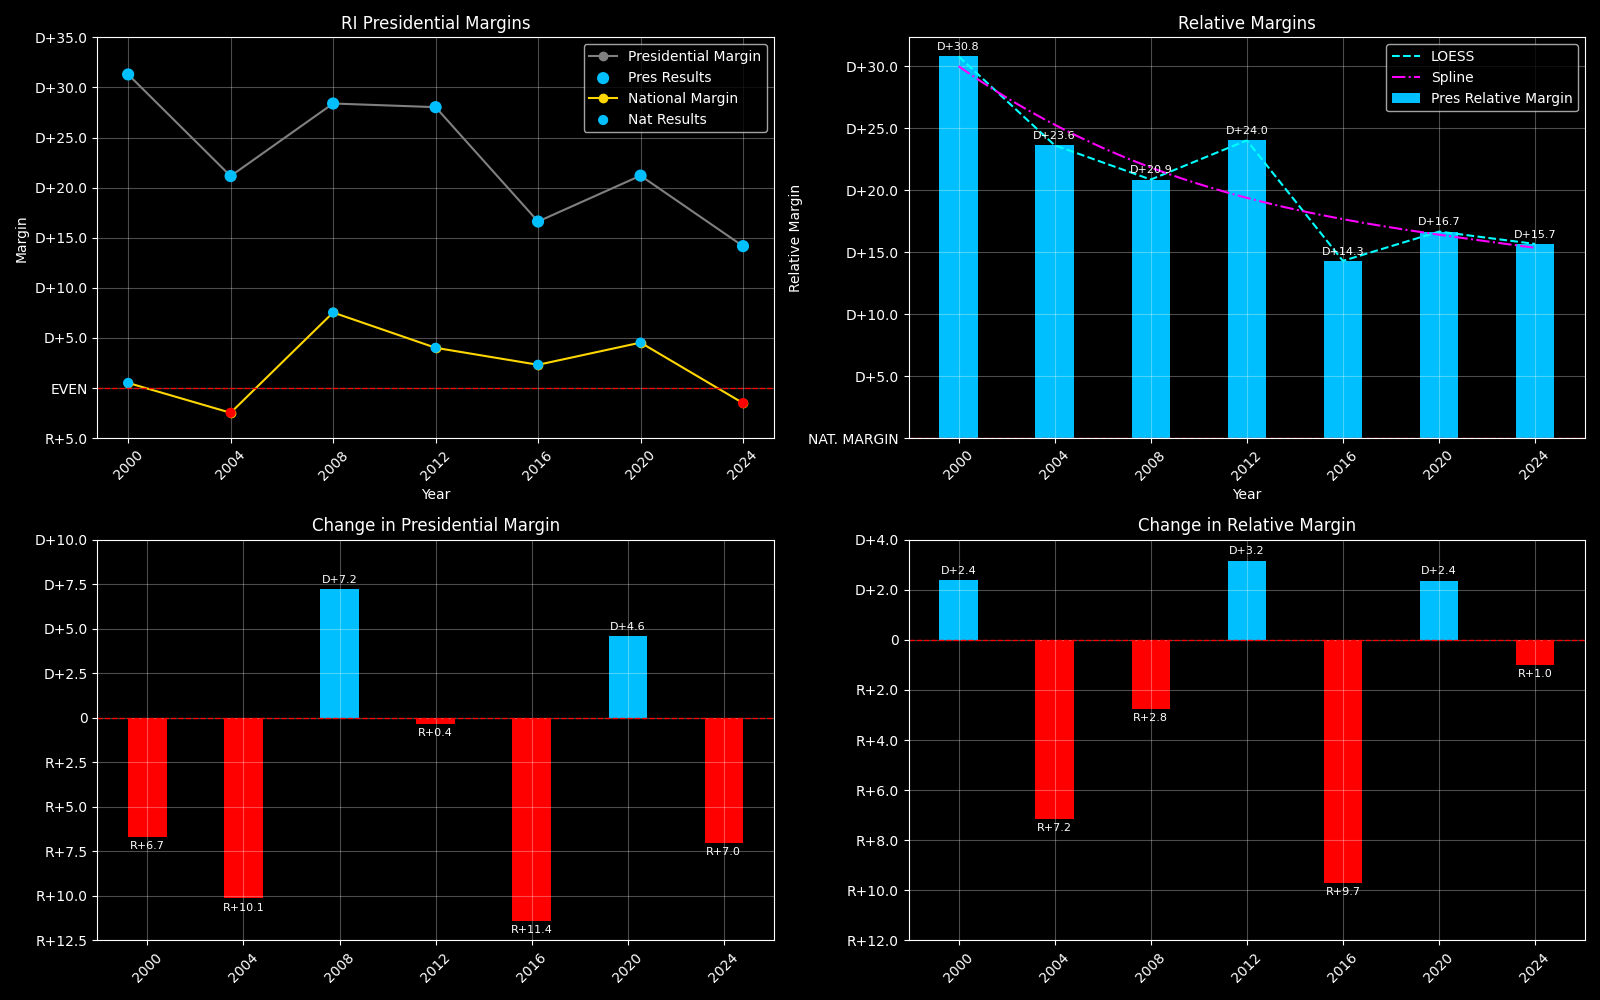 RI Presidential Margins
D+35.0
D+30.0
D+25.0
D+20.0
D+15.0
D+10.0
D+5.0
EVEN
R+5.0
Margin
Presidential Margin
Pres Results
National Margin
Nat Results
2000
2004
2008
2012
2016
2020
2024
Year
Relative Margins
D+30.0
D+25.0
D+20.0
D+15.0
D+10.0
D+5.0
NAT. MARGIN
Relative Margin
LOESS
Spline
Pres Relative Margin
D+30.8
D+23.6
D+20.9
D+24.0
D+14.3
D+16.7
D+15.7
2000
2004
2008
2012
2016
2020
2024
Year
Change in Presidential Margin
D+10.0
D+7.5
D+5.0
D+2.5
0
R+2.5
R+5.0
R+7.5
R+10.0
R+12.5
R+6.7
R+10.1
D+7.2
R+0.4
R+11.4
D+4.6
R+7.0
2000
2004
2008
2012
2016
2020
2024
Change in Relative Margin
D+4.0
D+2.0
0
R+2.0
R+4.0
R+6.0
R+8.0
R+10.0
R+12.0
D+2.4
R+7.2
R+2.8
D+3.2
R+9.7
D+2.4
R+1.0
2000
2004
2008
2012
2016
2020
2024